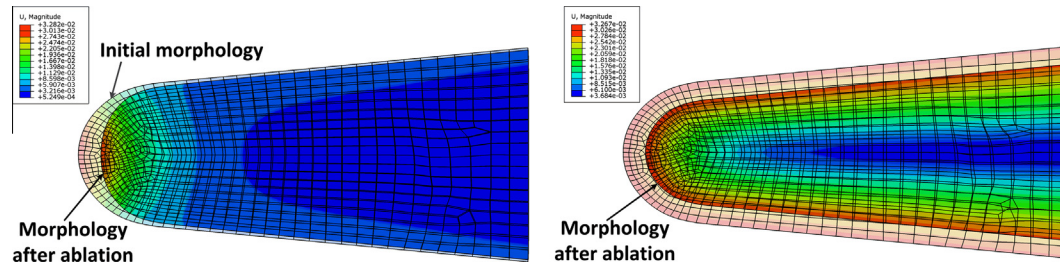 U, Magnitude
+3.282e-02
+3.013e-02
+2.743e-02
+2.474e-02
+2.205e-02
+1.936e-02
+1.667e-02
+1.398e-02
+1.129e-02
+8.598e-03
+5.907e-03
+3.216e-03
+5.249e-04
Initial morphology
Morphology
after ablation
U, Magnitude
+3.267e-02
+3.026e-02
+2.784e-02
+2.542e-02
+2.301e-02
+2.059e-02
+1.818e-02
+1.576e-02
+1.335e-02
+1.093e-02
+8.515e-03
+6.100e-03
+3.684e-03
Morphology
after ablation